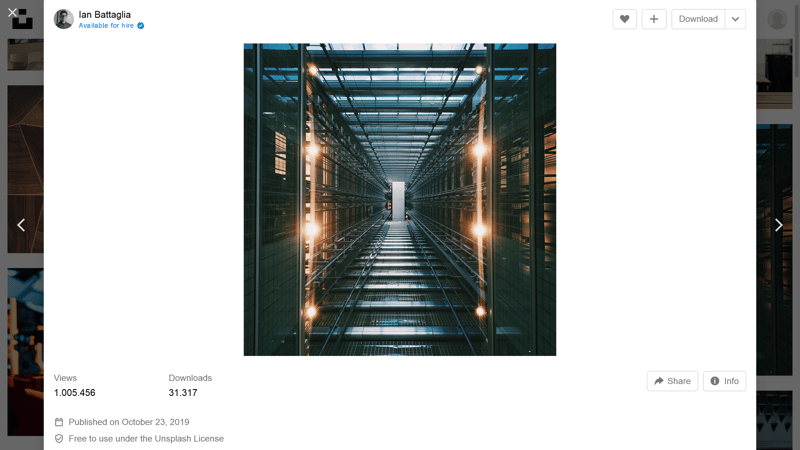 Ian Battaglia
Available for hire
Download
Views
Downloads
1.005.456
31.317
Share
Info
Published on October 23, 2019
Free to use under the Unsplash License